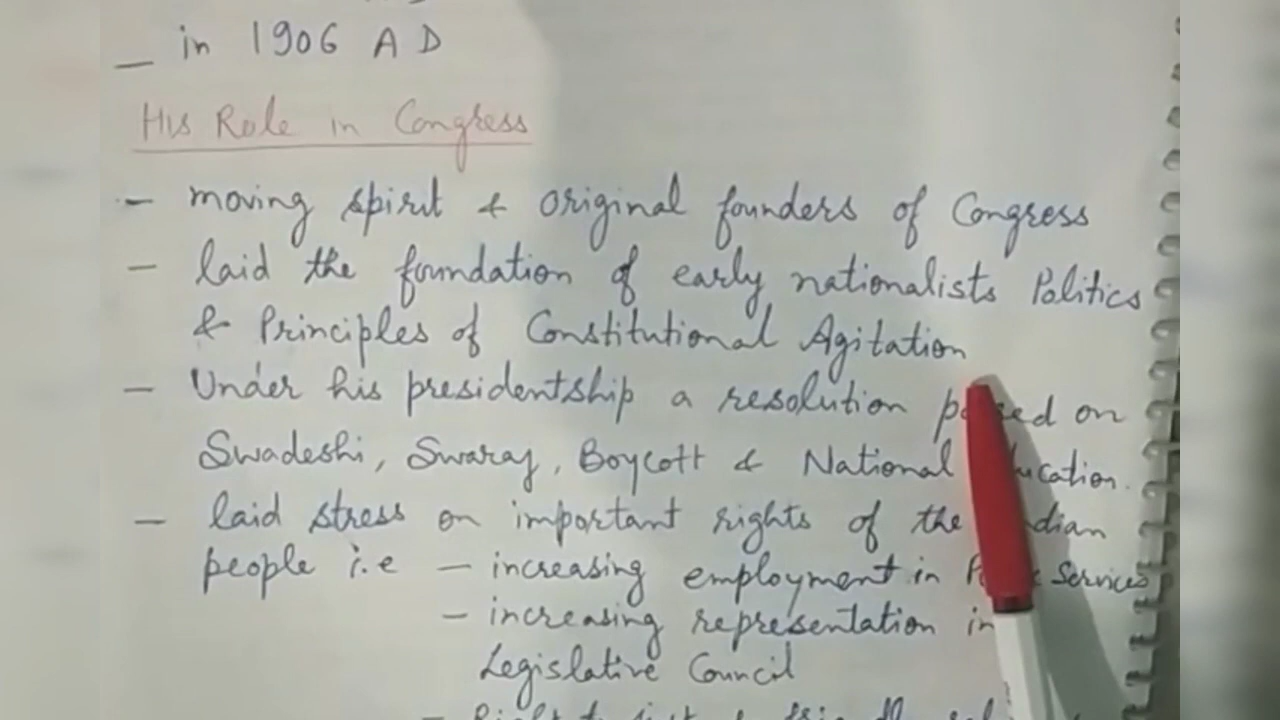 — in 1906 A D
His Role in Congress
— moving spirit & original founders of Congress
— laid the foundation of early nationalists Politics
& Principles of Constitutional Agitation
— Under his presidentship a resolution on
Swadeshi, Swaraj, Boycott & National
— laid stress on important rights of the
people i.e — increasing employment in Services
— increasing representation in
Legislative Council